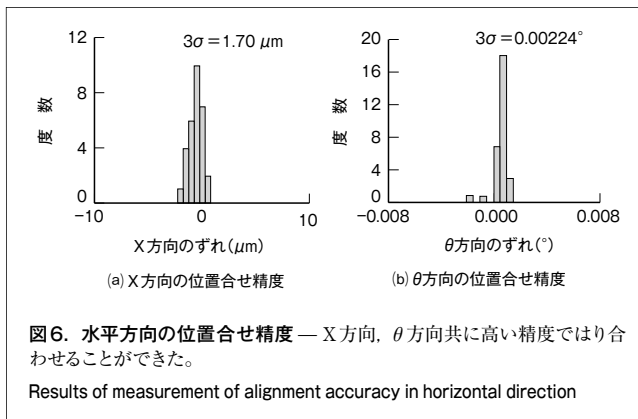 3σ=1.70 μm
12
8
4
0
度 数
-10
0
10
X方向のずれ(μm)
(a) X方向の位置合せ精度
3σ=0.00224°
20
16
12
8
4
0
度 数
-0.008
0.000
0.008
θ方向のずれ(°)
(b) θ方向の位置合せ精度
図6. 水平方向の位置合せ精度 — X方向，θ方向共に高い精度ではり合
わせることができた。
Results of measurement of alignment accuracy in horizontal direction